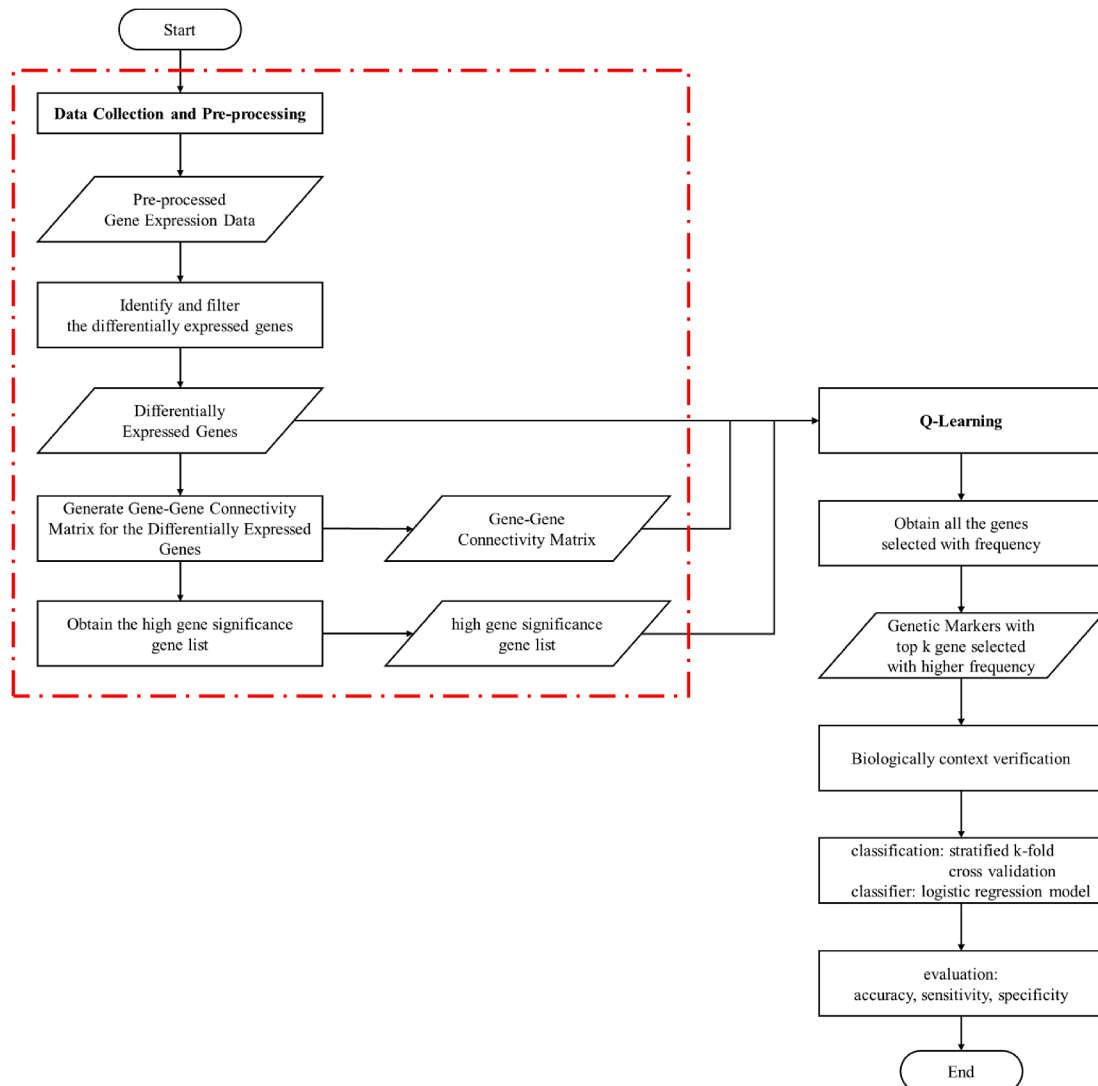 Start
Data Collection and Pre-processing
Pre-processed
Gene Expression Data
Identify and filter
the differentially expressed genes
Differentially
Expressed Genes
Generate Gene-Gene Connectivity
Matrix for the Differentially Expressed
Genes
Gene-Gene
Connectivity Matrix
Obtain the high gene significance
gene list
high gene significance
gene list
Q-Learning
Obtain all the genes
selected with frequency
Genetic Markers with
top k gene selected
with higher frequency
Biologically context verification
classification: stratified k-fold
cross validation
classifier: logistic regression model
evaluation:
accuracy, sensitivity, specificity
End